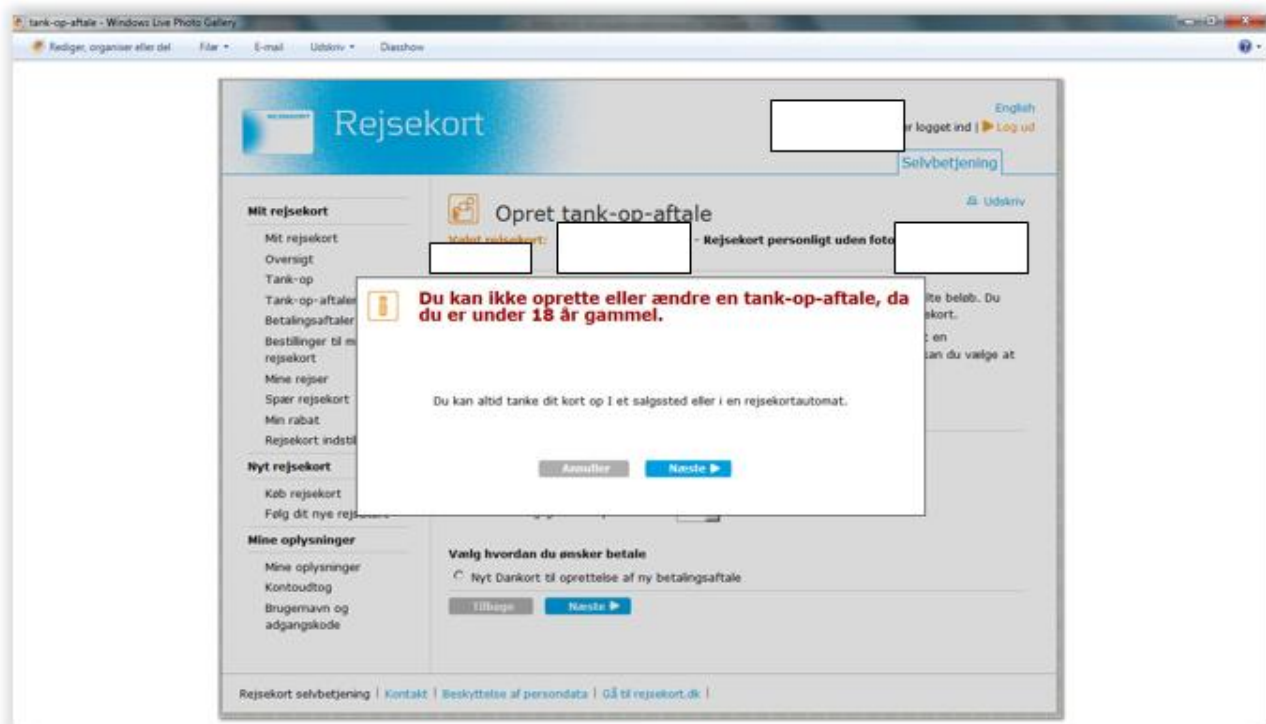 tank-op-aftale - Windows Live Photo Gallery
Rediger, organiser eller del Filer E-mail Udskriv Diasshow
REJSEKORT
Rejsekort
English
r logget ind | Log ud
Selvbetjening
Mit rejsekort
Mit rejsekort
Oversigt
Tank-op
Tank-op-aftaler
Betalingsaftaler
Bestillinger til m
rejsekort
Mine rejser
Spær rejsekort
Min rabat
Rejsekort indstil
Nyt rejsekort
Køb rejsekort
Følg dit nye
Mine oplysninger
Mine oplysninger
Kontoudtog
Brugernavn og
adgangskode
Udskriv
Opret tank-op-aftale
Valgt rejsekort: - Rejsekort personligt uden foto
lte beløb. Du
ekort.
t en
kan du vælge at
Du kan ikke oprette eller ændre en tank-op-aftale, da
du er under 18 år gammel.
Du kan altid tanke dit kort op I et salgssted eller i en rejsekortautomat.
Annuller Næste
Vælg hvordan du ønsker betale
Nyt Dankort til oprettelse af ny betalingsaftale
Tilbage Næste
Rejsekort selvbetjening | Kontakt | Beskyttelse af persondata | Gå til rejsekort.dk |